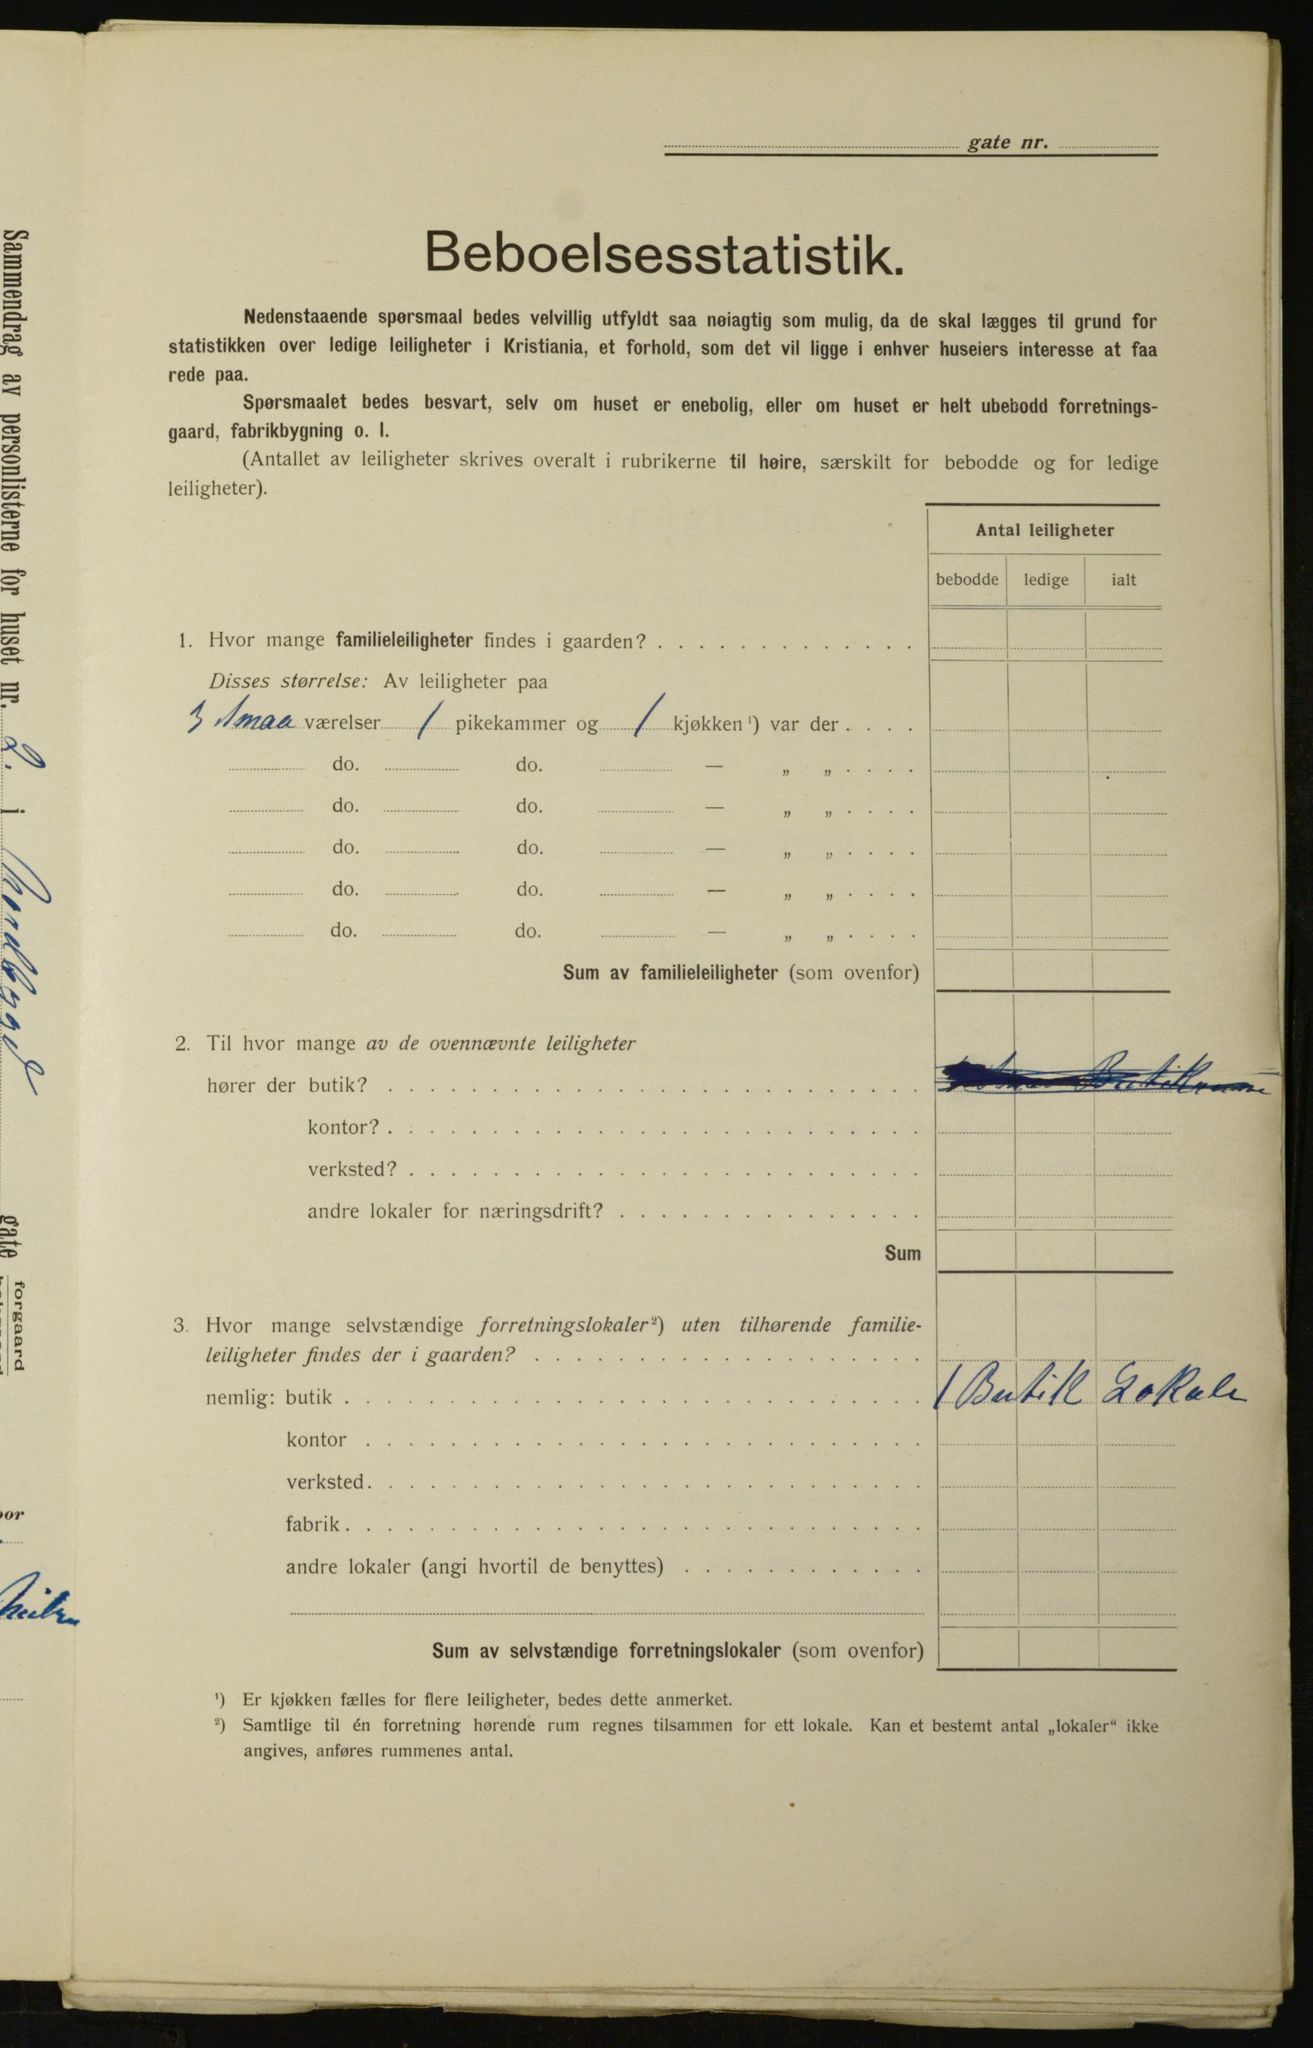 gate nr.
Beboelsesstatistik.
Nedenstaaende spørsmaal bedes velvillig utfyldt saa nøiagtig som mulig, da de skal lægges til grund for
statistikken over ledige leiligheter i Kristiania, et forhold, som det vil ligge i enhver huseiers interesse at faa
rede paa.
Spørsmaalet bedes besvart, selv om huset er enebolig, eller om huset er helt ubebodd forretnings-
gaard, fabrikbygning o. l.
(Antallet av leiligheter skrives overalt i rubrikerne til høire, særskilt for bebodde og for ledige
leiligheter).
Antal leiligheter
bebodde ledige ialt
1. Hvor mange familieleiligheter findes i gaarden? . . . . . . . . . . . . .
Disses størrelse: Av leiligheter paa
3 smaa værelser 1 pikekammer og 1 kjøkken ¹) var der . . . .
do. do. — „ „ . . . .
do. do. — „ „ . . . .
do. do. — „ „ . . . .
do. do. — „ „ . . . .
do. do. — „ „ . . . .
Sum av familieleiligheter (som ovenfor)
2. Til hvor mange av de ovennævnte leiligheter
hører der butik? . . . . . . . . . . . . . . . . . . . . .
kontor? . . . . . . . . . . . . . . . . . . . . .
verksted? . . . . . . . . . . . . . . . . . . . .
andre lokaler for næringsdrift? . . . . . . . . . . . . . . .
Sum
3. Hvor mange selvstændige forretningslokaler²) uten tilhørende familie-
leiligheter findes der i gaarden? . . . . . . . . . . . . . . . . . .
nemlig: butik . . . . . . . . . . . . . . . . . . . . . . 1 Butik Lokale
kontor . . . . . . . . . . . . . . . . . . . . . .
verksted . . . . . . . . . . . . . . . . . . . . . .
fabrik . . . . . . . . . . . . . . . . . . . . . .
andre lokaler (angi hvortil de benyttes) . . . . . . . . . . . .
Sum av selvstændige forretningslokaler (som ovenfor)
¹) Er kjøkken fælles for flere leiligheter, bedes dette anmerket.
²) Samtlige til én forretning hørende rum regnes tilsammen for ett lokale. Kan et bestemt antal „lokaler“ ikke
angives, anføres rummenes antal.
Sammendrag av personlisterne for huset nr. 2. i gate forgaard